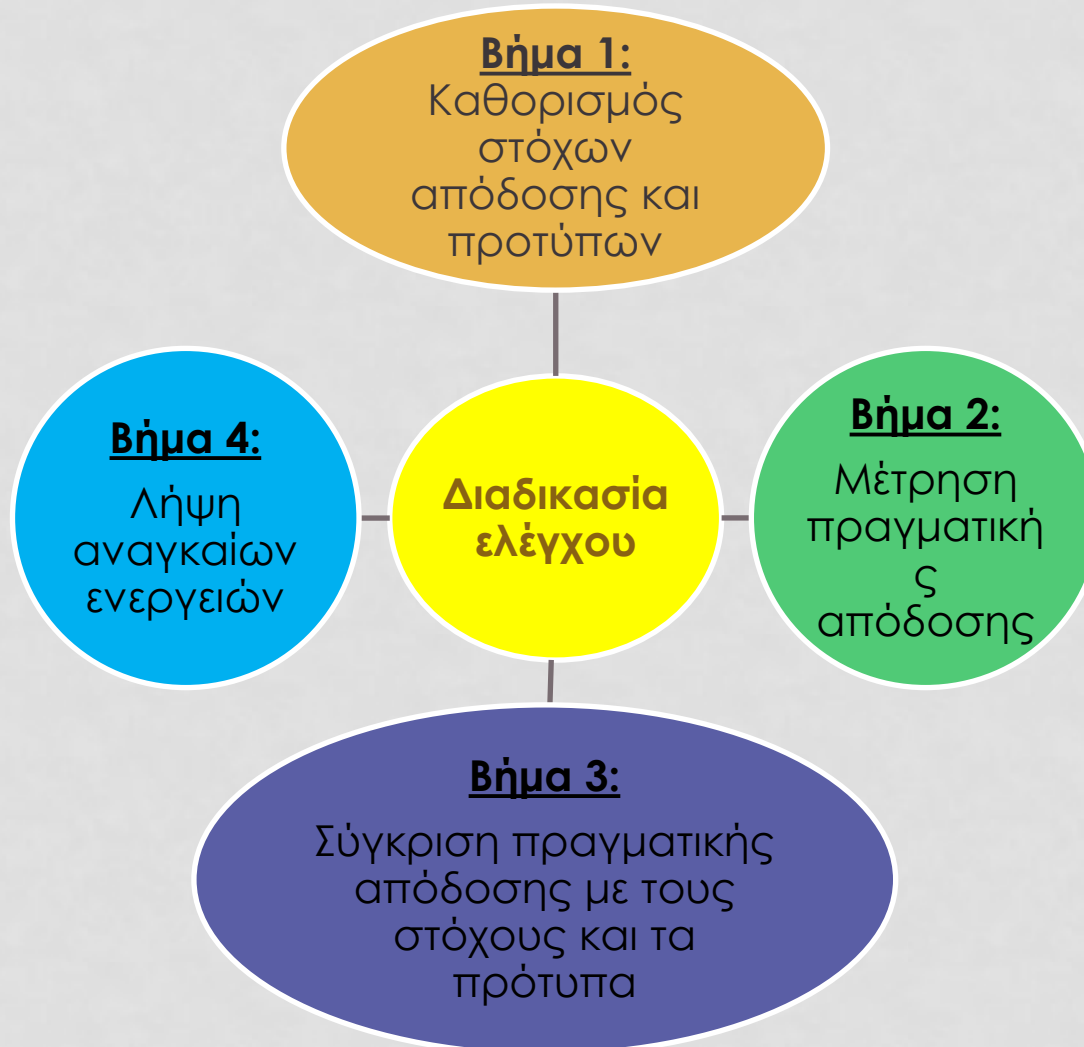 Βήμα 1:
Καθορισμός
στόχων
απόδοσης και
προτύπων
Βήμα 2:
Μέτρηση
πραγματική
ς
απόδοσης
Βήμα 3:
Σύγκριση πραγματικής
απόδοσης με τους
στόχους και τα
πρότυπα
Βήμα 4:
Λήψη
αναγκαίων
ενεργειών
Διαδικασία
ελέγχου